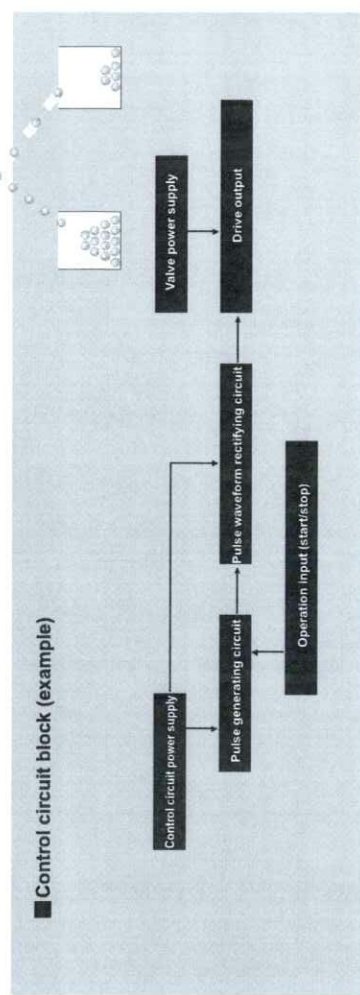 ■Control circuit block (example)
Control circuit power supply
Valve power supply
Pulse generating circuit
Pulse waveform rectifying circuit
Drive output
Operation input (start/stop)